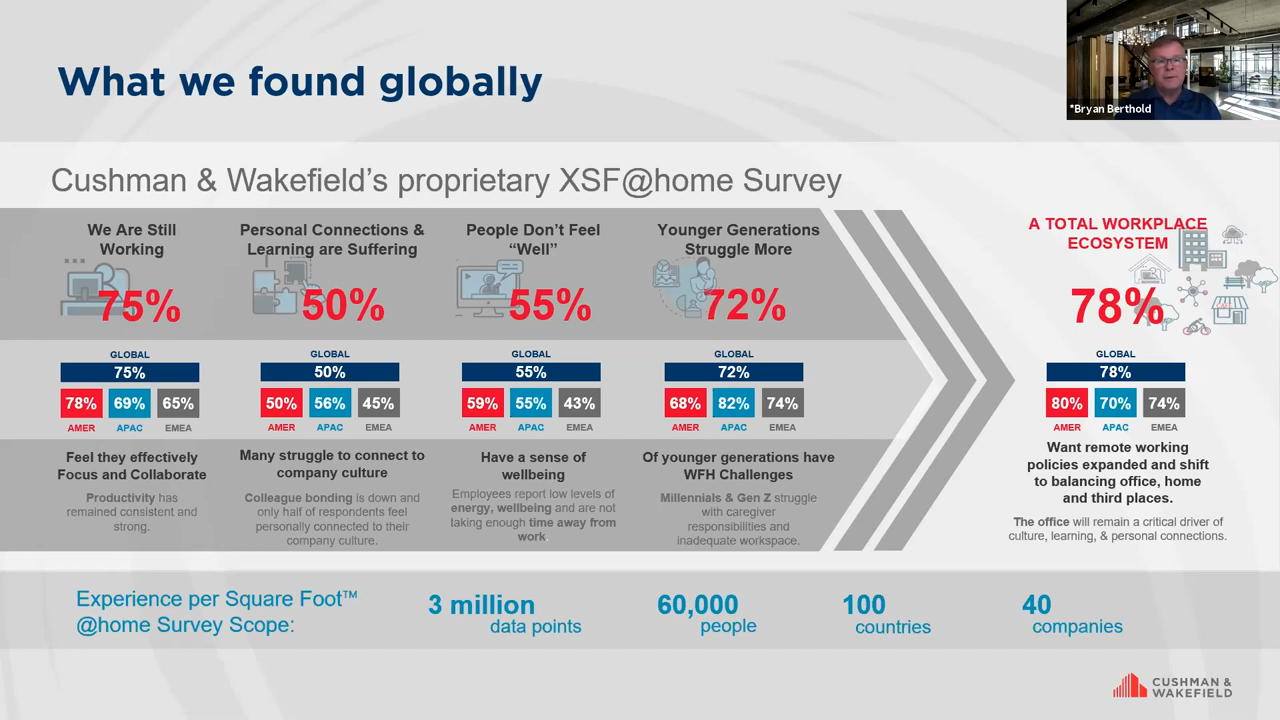 What we found globally
*Bryan Berthold
Cushman & Wakefield's proprietary XSF@home Survey
We Are Still
Working
75%
GLOBAL
75%
78% 69% 65%
AMER APAC EMEA
Feel they effectively
Focus and Collaborate
Productivity has
remained consistent and
strong.
Personal Connections &
Learning are Suffering
50%
GLOBAL
50%
50% 56% 45%
AMER APAC EMEA
Many struggle to connect to
company culture
Colleague bonding is down and
only half of respondents feel
personally connected to their
company culture.
People Don't Feel
“Well”
55%
GLOBAL
55%
59% 55% 43%
AMER APAC EMEA
Have a sense of
wellbeing
Employees report low levels of
energy, wellbeing and are not
taking enough time away from
work.
Younger Generations
Struggle More
72%
GLOBAL
72%
68% 82% 74%
AMER APAC EMEA
Of younger generations have
WFH Challenges
Millennials & Gen Z struggle
with caregiver
responsibilities and
inadequate workspace.
A TOTAL WORKPLACE
ECOSYSTEM
78%
GLOBAL
78%
80% 70% 74%
AMER APAC EMEA
Want remote working
policies expanded and shift
to balancing office, home
and third places.
The office will remain a critical driver of
culture, learning, & personal connections.
Experience per Square Foot™
@home Survey Scope:
3 million
data points
60,000
people
100
countries
40
companies
CUSHMAN &
WAKEFIELD